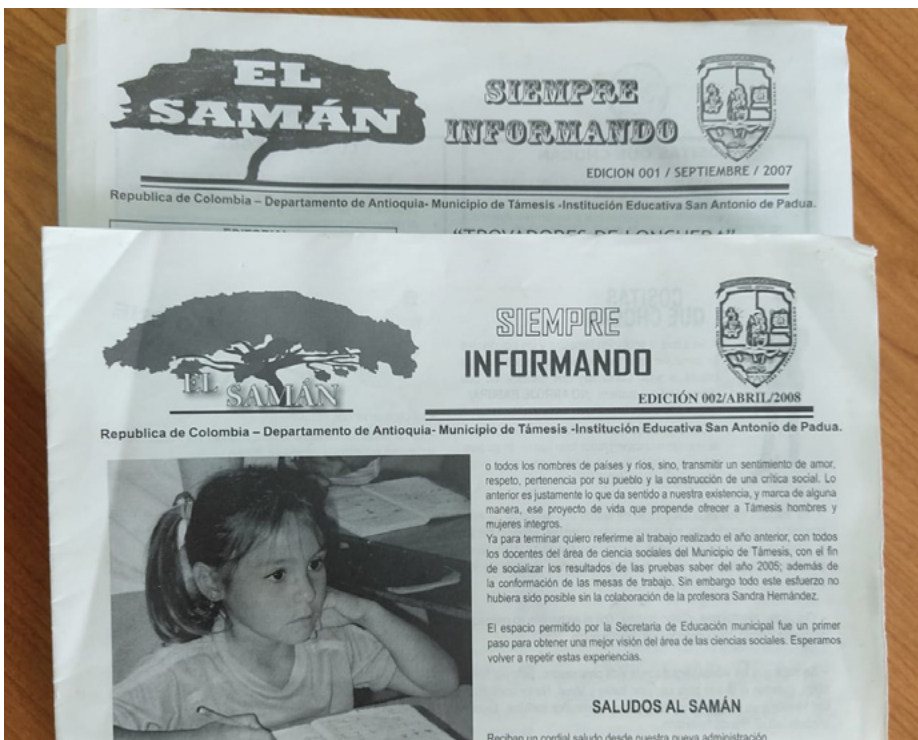 EL
SAMÁN
SIEMPRE
INFORMANDO
EDICION 001 / SEPTIEMBRE / 2007
Republica de Colombia – Departamento de Antioquia- Municipio de Támesis -Institución Educativa San Antonio de Padua.
"TROVADORES DE LONCHERA"
EL SAMÁN
SIEMPRE
INFORMANDO
EDICIÓN 002/ABRIL/2008
Republica de Colombia – Departamento de Antioquia- Municipio de Támesis -Institución Educativa San Antonio de Padua.
o todos los nombres de países y ríos, sino, transmitir un sentimiento de amor,
respeto, pertenencia por su pueblo y la construcción de una crítica social. Lo
anterior es justamente lo que da sentido a nuestra existencia, y marca de alguna
manera, ese proyecto de vida que propende ofrecer a Támesis hombres y
mujeres íntegros.
Ya para terminar quiero referirme al trabajo realizado el año anterior, con todos
los docentes del área de ciencia sociales del Municipio de Támesis, con el fin
de socializar los resultados de las pruebas saber del año 2005; además de
la conformación de las mesas de trabajo. Sin embargo todo este esfuerzo no
hubiera sido posible sin la colaboración de la profesora Sandra Hernández.
El espacio permitido por la Secretaria de Educación municipal fue un primer
paso para obtener una mejor visión del área de las ciencias sociales. Esperamos
volver a repetir estas experiencias.
SALUDOS AL SAMÁN
Reciban un cordial saludo desde nuestra nueva administración